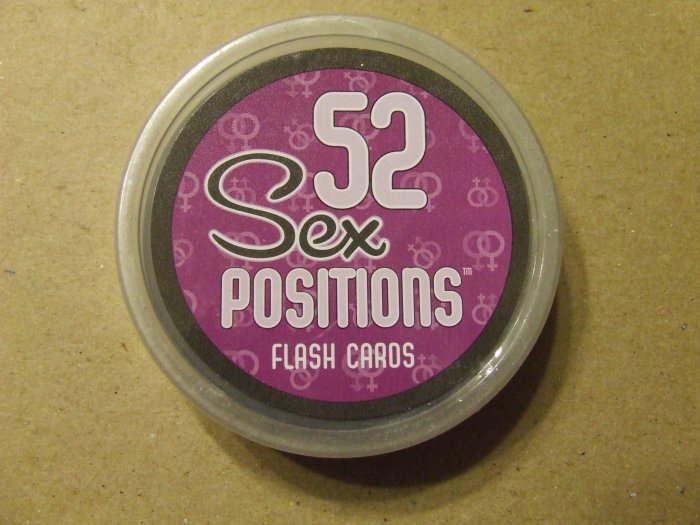 52
Sex
POSITIONS™
FLASH CARDS